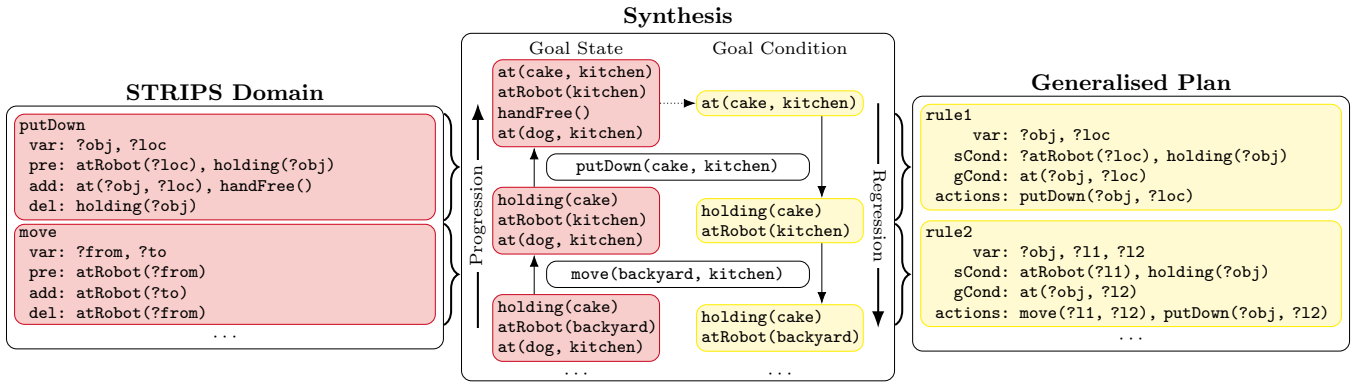 Synthesis
STRIPS Domain
putDown
var: ?obj, ?loc
pre: atRobot(?loc), holding(?obj)
add: at(?obj, ?loc), handFree()
del: holding(?obj)
move
var: ?from, ?to
pre: atRobot(?from)
add: atRobot(?to)
del: atRobot(?from)
...
Progression
Goal State
at(cake, kitchen)
atRobot(kitchen)
handFree()
at(dog, kitchen)
Goal Condition
at(cake, kitchen)
putDown(cake, kitchen)
holding(cake)
atRobot(kitchen)
at(dog, kitchen)
holding(cake)
atRobot(kitchen)
move(backyard, kitchen)
holding(cake)
atRobot(backyard)
at(dog, kitchen)
...
holding(cake)
atRobot(backyard)
...
Regression
Generalised Plan
rule1
var: ?obj, ?loc
sCond: ?atRobot(?loc), holding(?obj)
gCond: at(?obj, ?loc)
actions: putDown(?obj, ?loc)
rule2
var: ?obj, ?l1, ?l2
sCond: atRobot(?l1), holding(?obj)
gCond: at(?obj, ?l2)
actions: move(?l1, ?l2), putDown(?obj, ?l2)
...